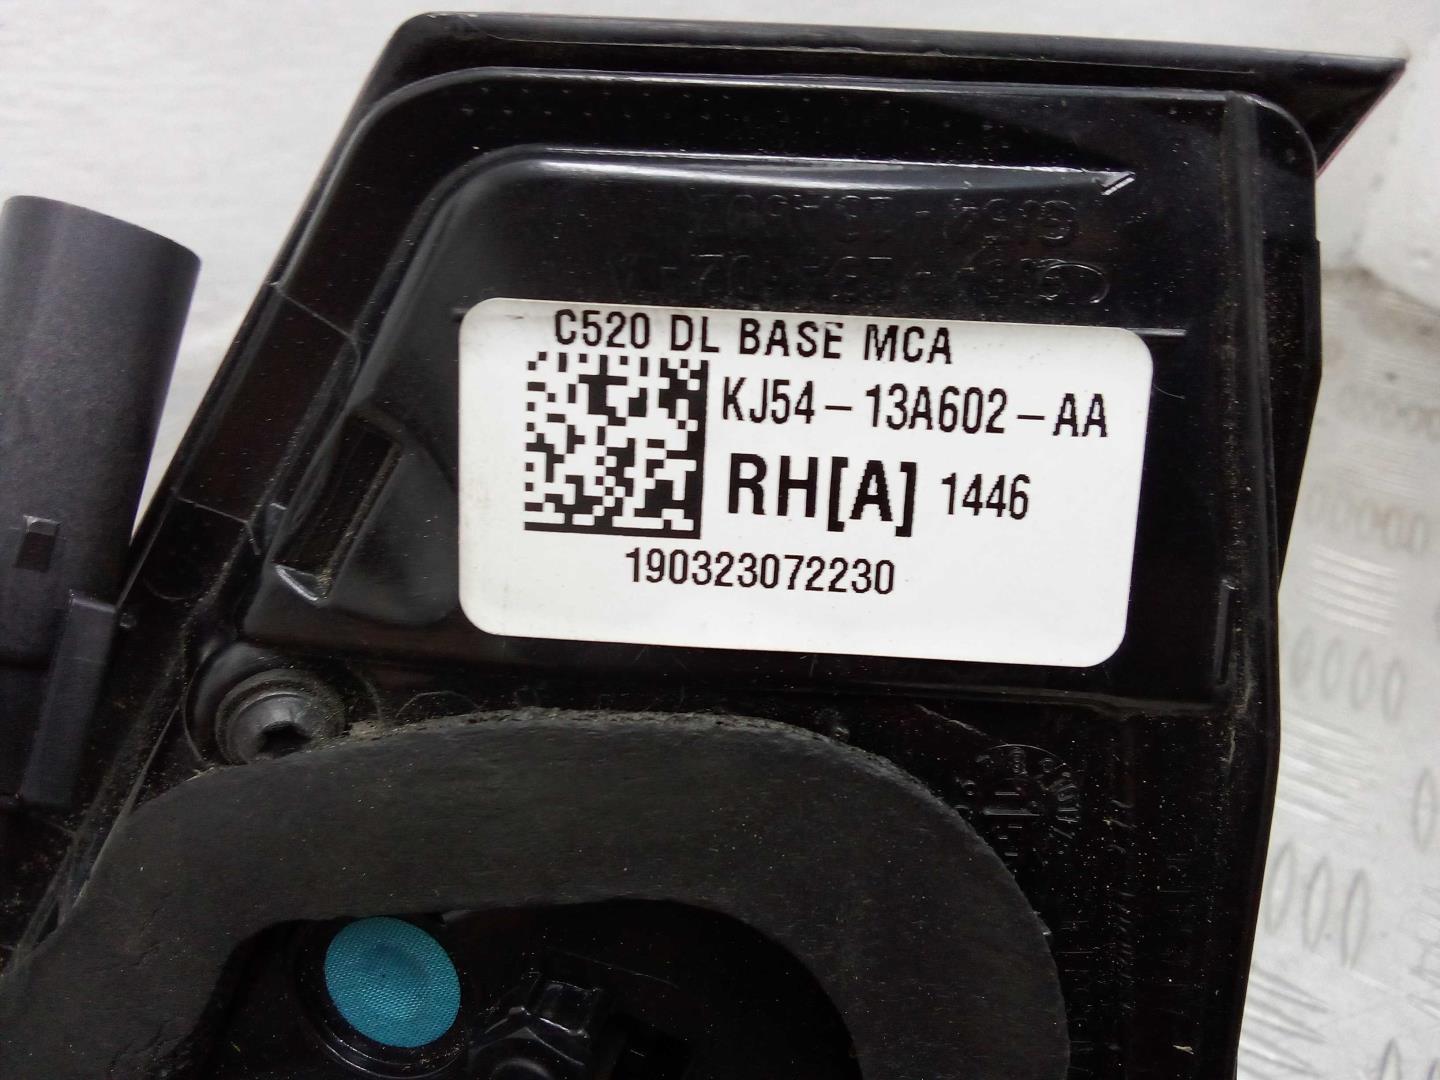 C520 DL BASE MCA
KJ54-13A602-AA
RH[A] 1446
190323072230